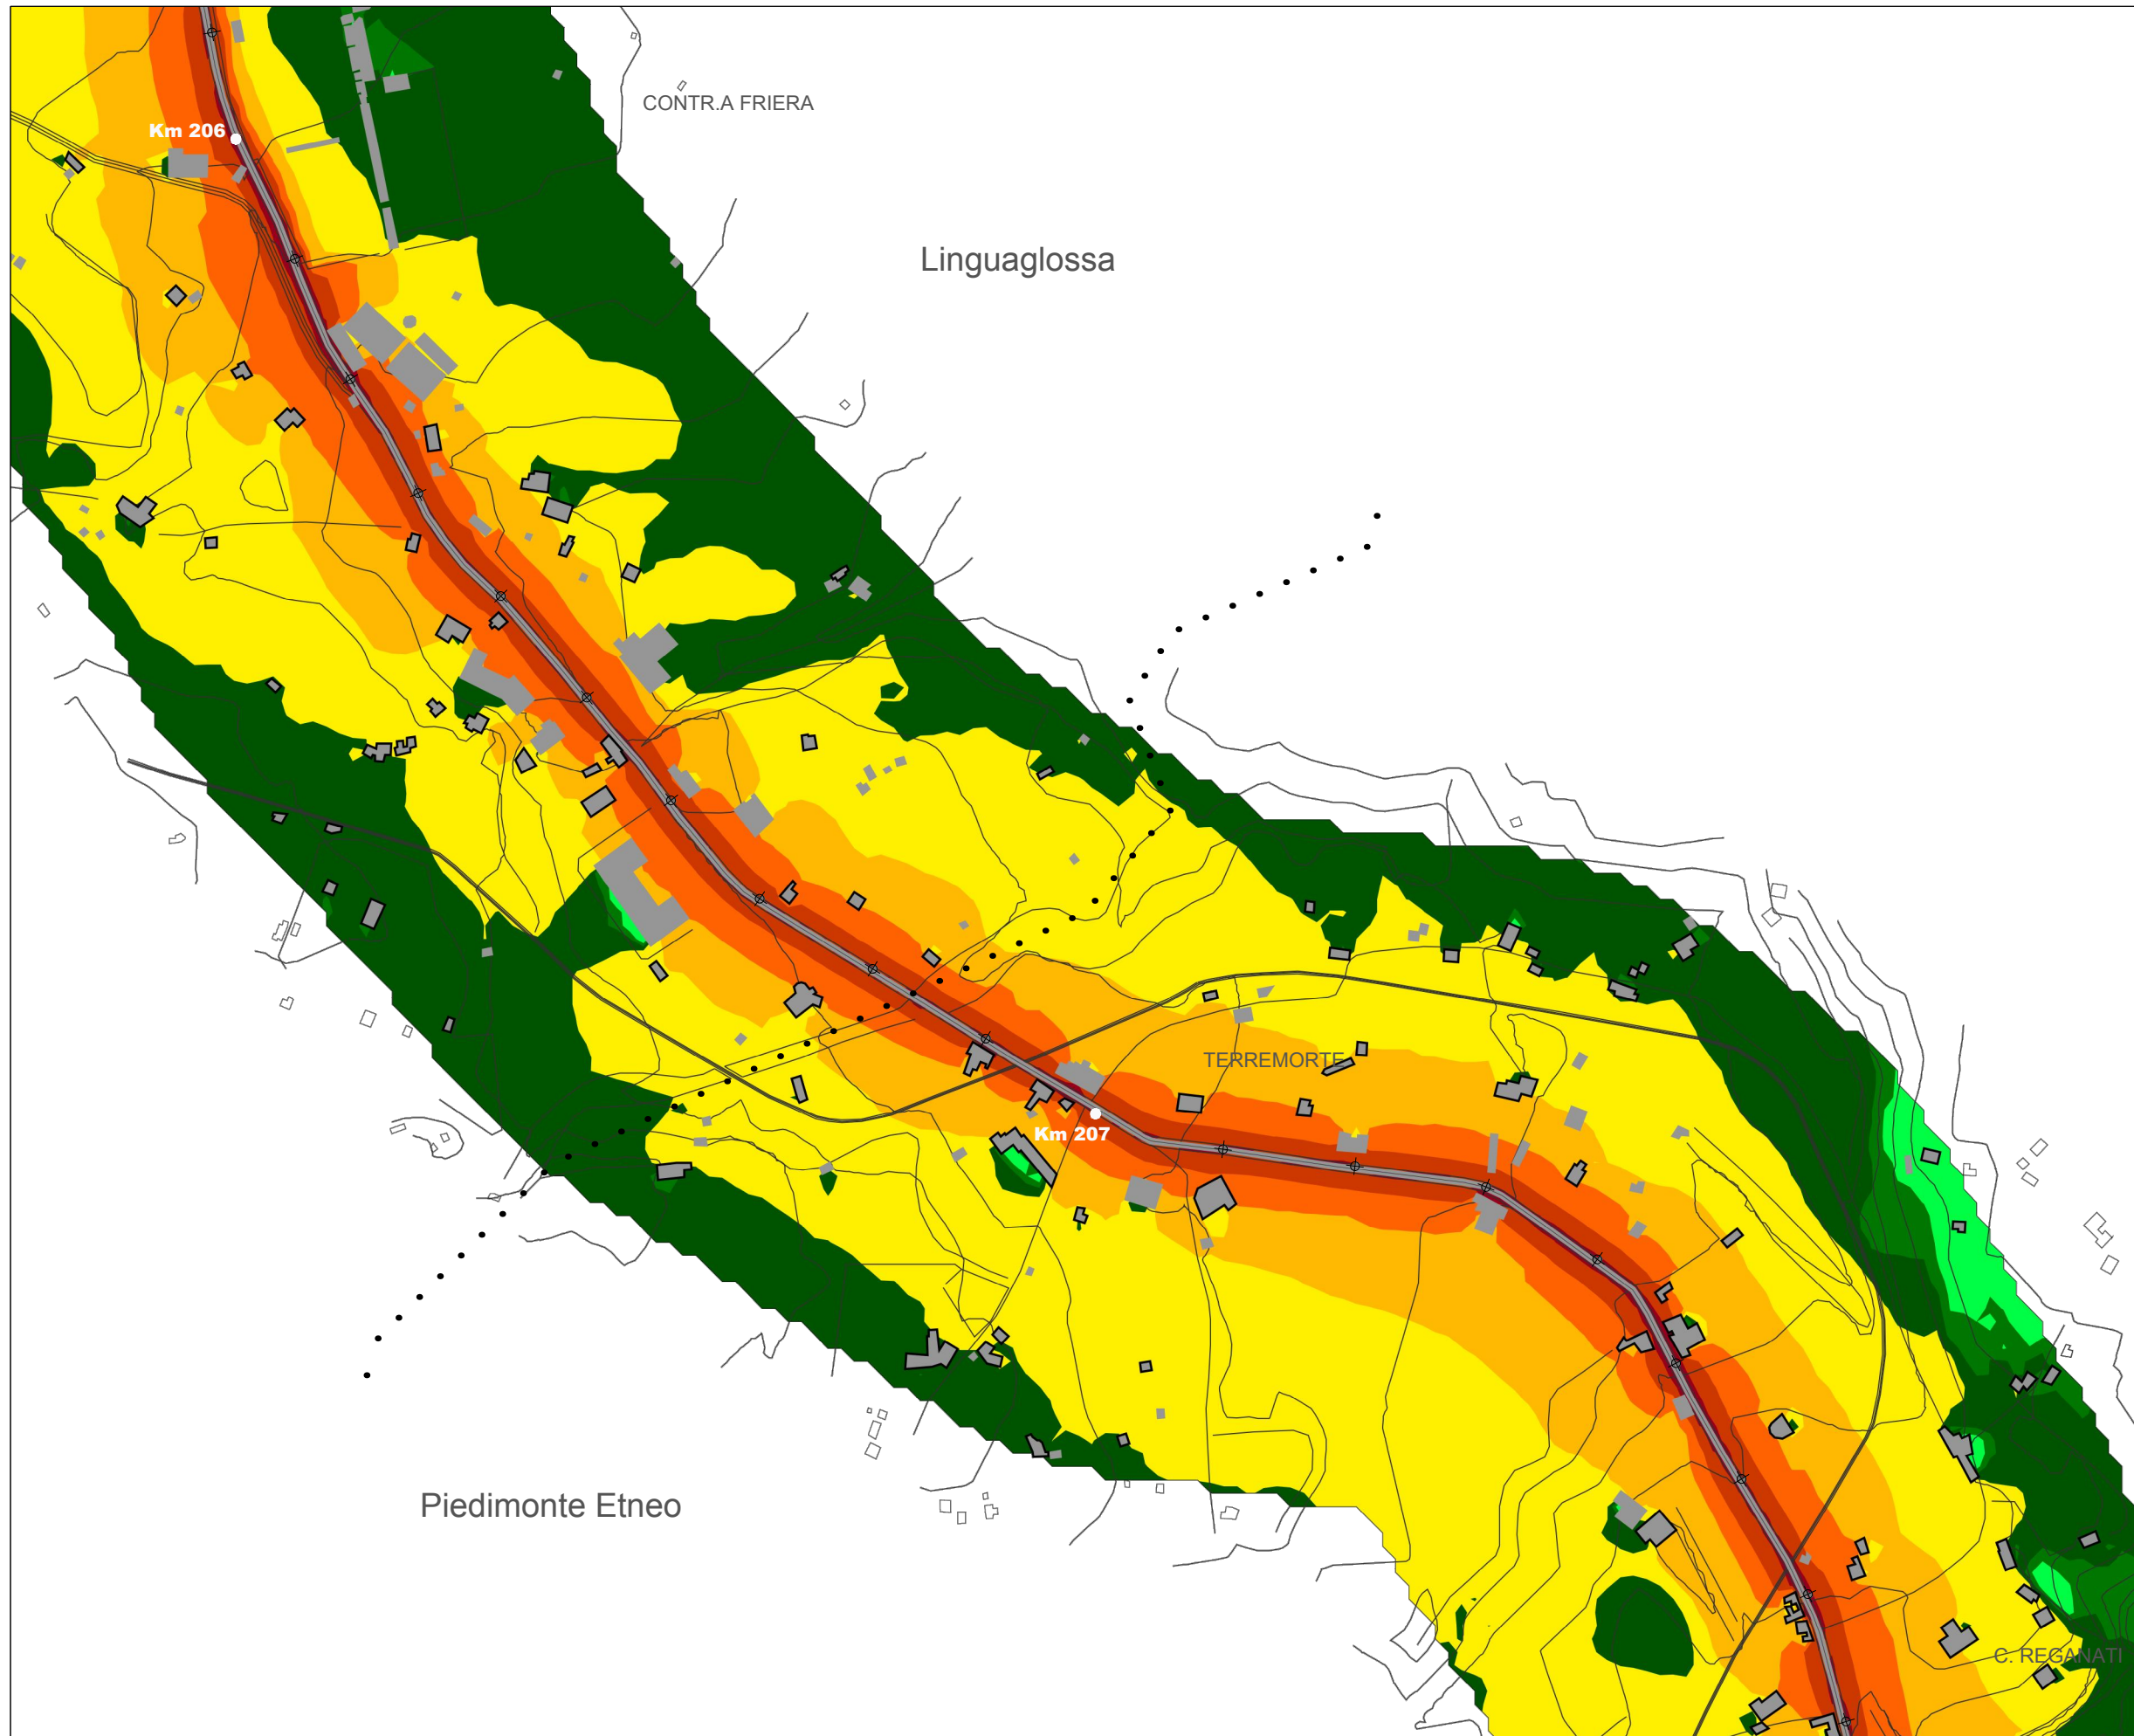 CONTR.A FRIERA
Km 206
Linguaglossa
TERREMORTE
Km 207
Piedimonte Etneo
C. REGANATI